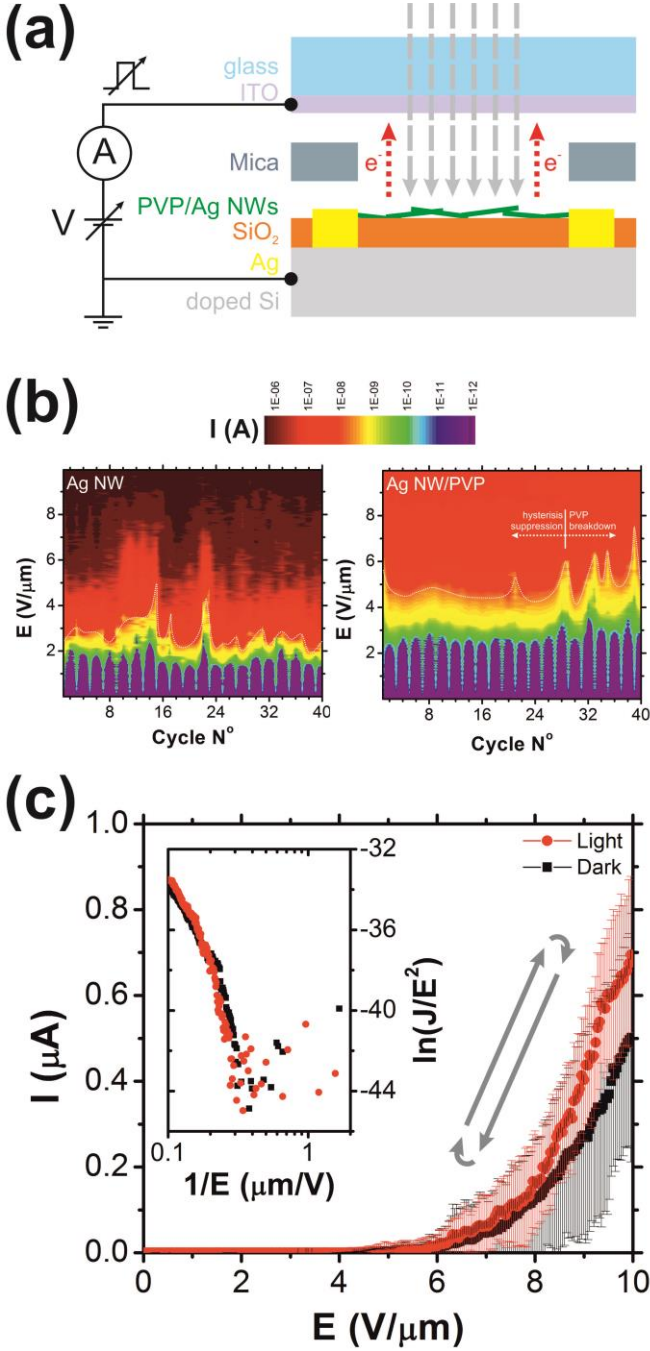 (a)
glass
ITO
A
Mica
e-
e-
V
PVP/Ag NWs
SiO2
Ag
doped Si
(b)
I (A)
1E-06
1E-07
1E-08
1E-09
1E-10
1E-11
1E-12
Ag NW
E (V/μm)
8
6
4
2
8
16
24
32
40
Cycle Nº
Ag NW/PVP
hysterisis
suppression
PVP
breakdown
E (V/μm)
8
6
4
2
8
16
24
32
40
Cycle Nº
(c)
I (μA)
1.0
0.8
0.6
0.4
0.2
0.0
0
2
4
6
8
10
E (V/μm)
Light
Dark
-32
-36
-40
-44
ln(J/E²)
0.1
1
1/E (μm/V)